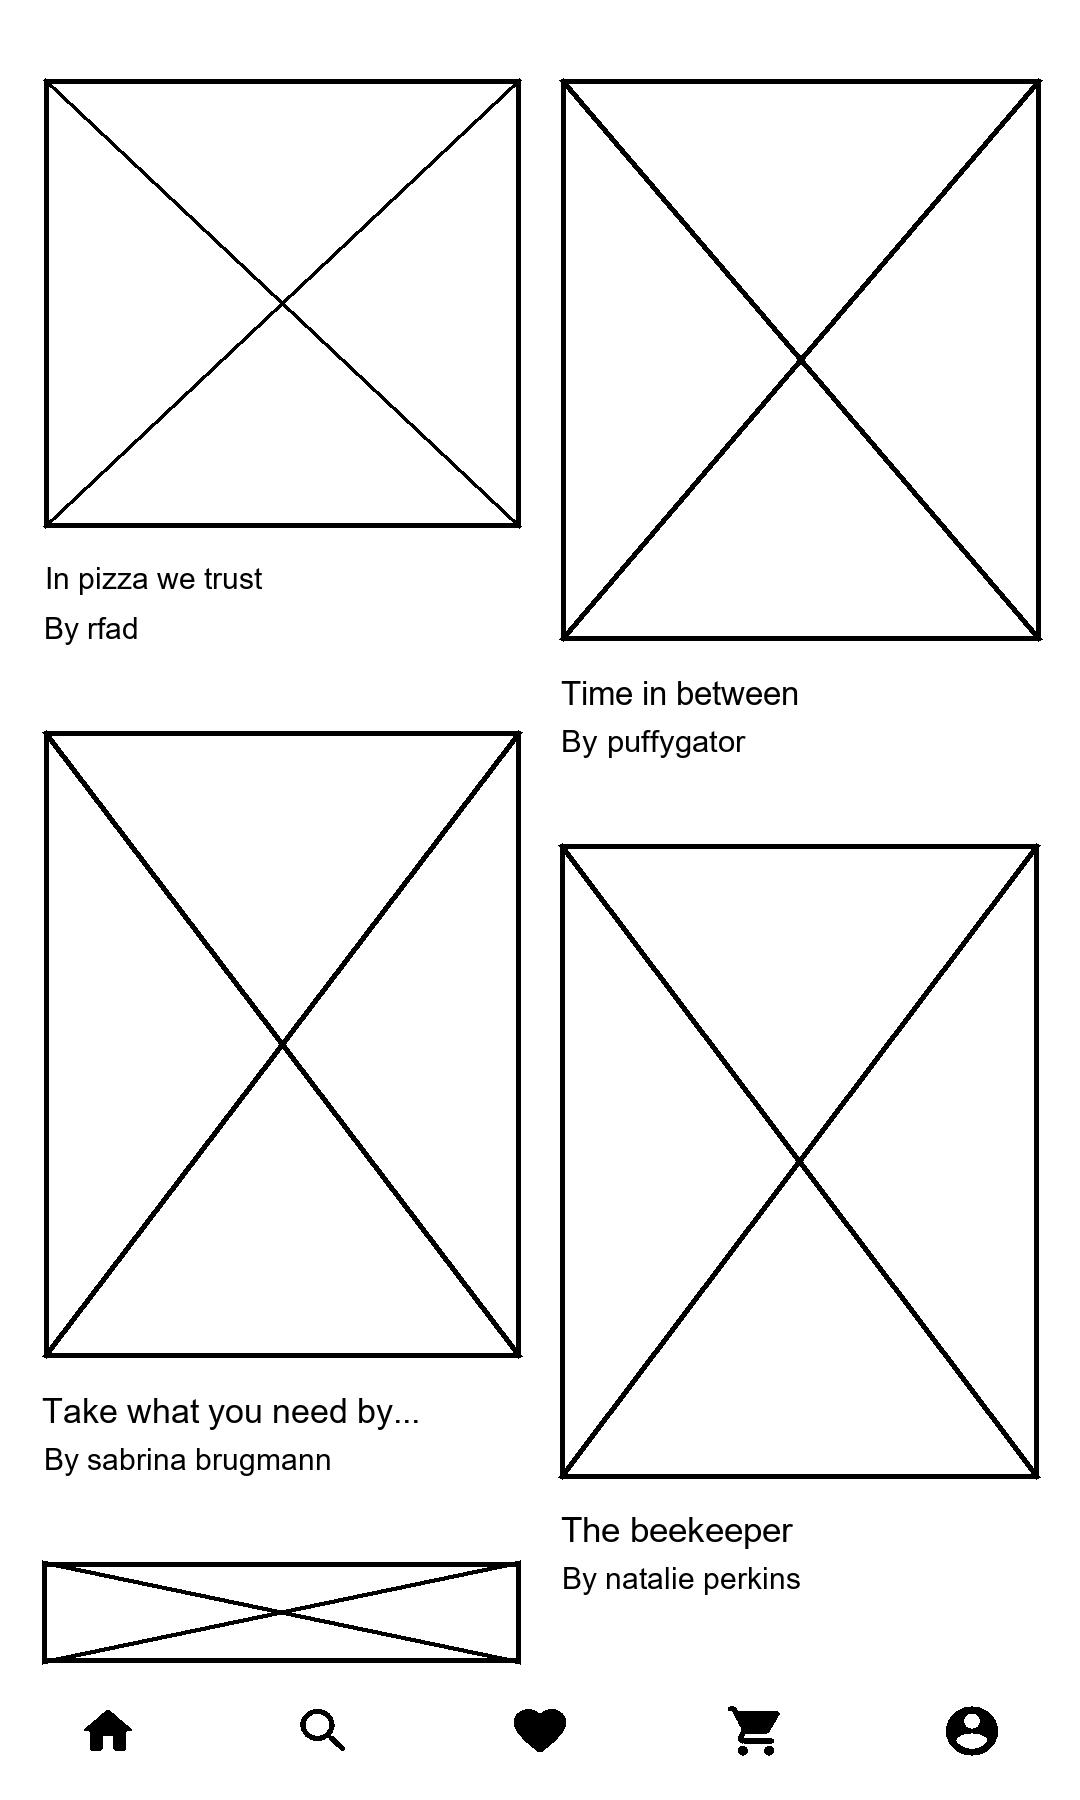 In pizza we trust
By rfad
Time in between
By puffygator
Take what you need by...
By sabrina brugmann
The beekeeper
By natalie perkins